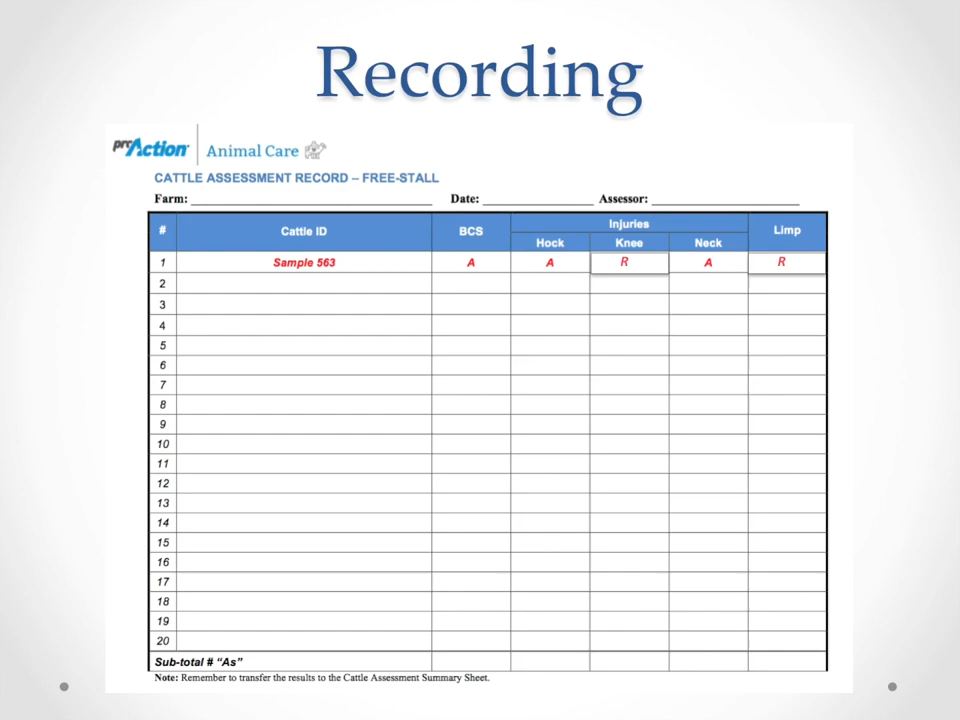 Recording
proAction Animal Care
CATTLE ASSESSMENT RECORD – FREE-STALL
Farm: Date: Assessor:
# Cattle ID BCS Injuries Limp
Hock Knee Neck
1 Sample 563 A A R A R
2
3
4
5
6
7
8
9
10
11
12
13
14
15
16
17
18
19
20
Sub-total # “As”
Note: Remember to transfer the results to the Cattle Assessment Summary Sheet.